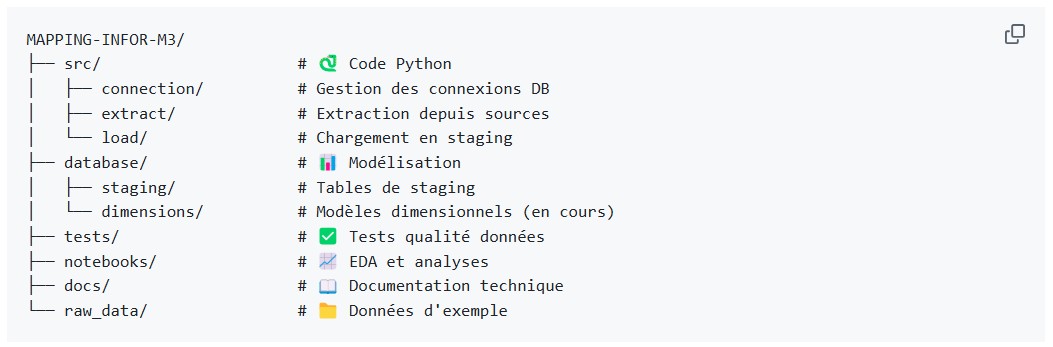 MAPPING-INFOR-M3/
├── src/                     # 🐍 Code Python
│   ├── connection/          # Gestion des connexions DB
│   ├── extract/             # Extraction depuis sources
│   └── load/                # Chargement en staging
├── database/                # 📊 Modélisation
│   ├── staging/             # Tables de staging
│   └── dimensions/          # Modèles dimensionnels (en cours)
├── tests/                   # ✅ Tests qualité données
├── notebooks/               # 📈 EDA et analyses
├── docs/                    # 📖 Documentation technique
└── raw_data/                # 📁 Données d'exemple